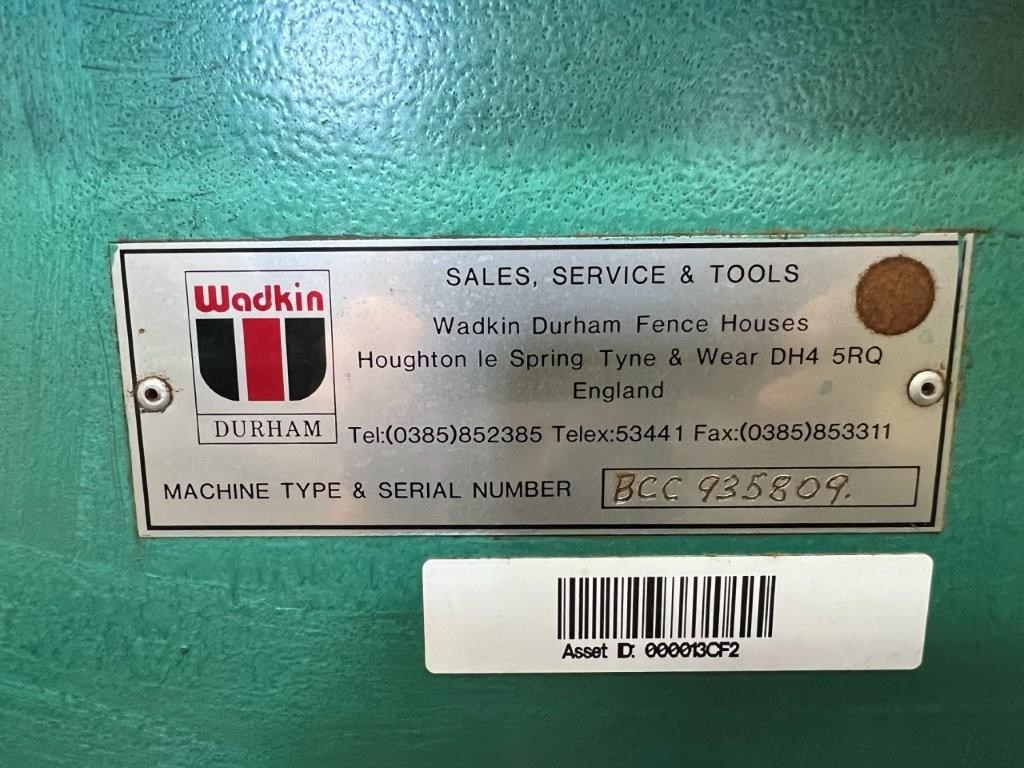 Wadkin
DURHAM
SALES, SERVICE & TOOLS
Wadkin Durham Fence Houses
Houghton le Spring Tyne & Wear DH4 5RQ
England
Tel:(0385)852385 Telex:53441 Fax:(0385)853311
MACHINE TYPE & SERIAL NUMBER BCC 935809.
Asset ID: 000013CF2